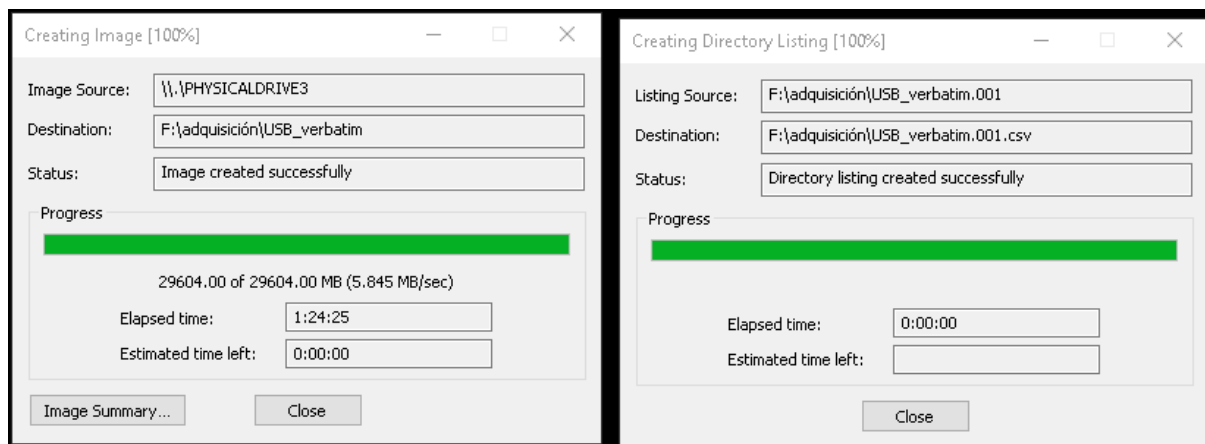 Creating Image [100%]
Image Source: \\.\PHYSICALDRIVE3
Destination: F:\adquisición\USB_verbatim
Status: Image created successfully
Progress
29604.00 of 29604.00 MB (5.845 MB/sec)
Elapsed time: 1:24:25
Estimated time left: 0:00:00
Image Summary... Close
Creating Directory Listing [100%]
Listing Source: F:\adquisición\USB_verbatim.001
Destination: F:\adquisición\USB_verbatim.001.csv
Status: Directory listing created successfully
Progress
Elapsed time: 0:00:00
Estimated time left:
Close